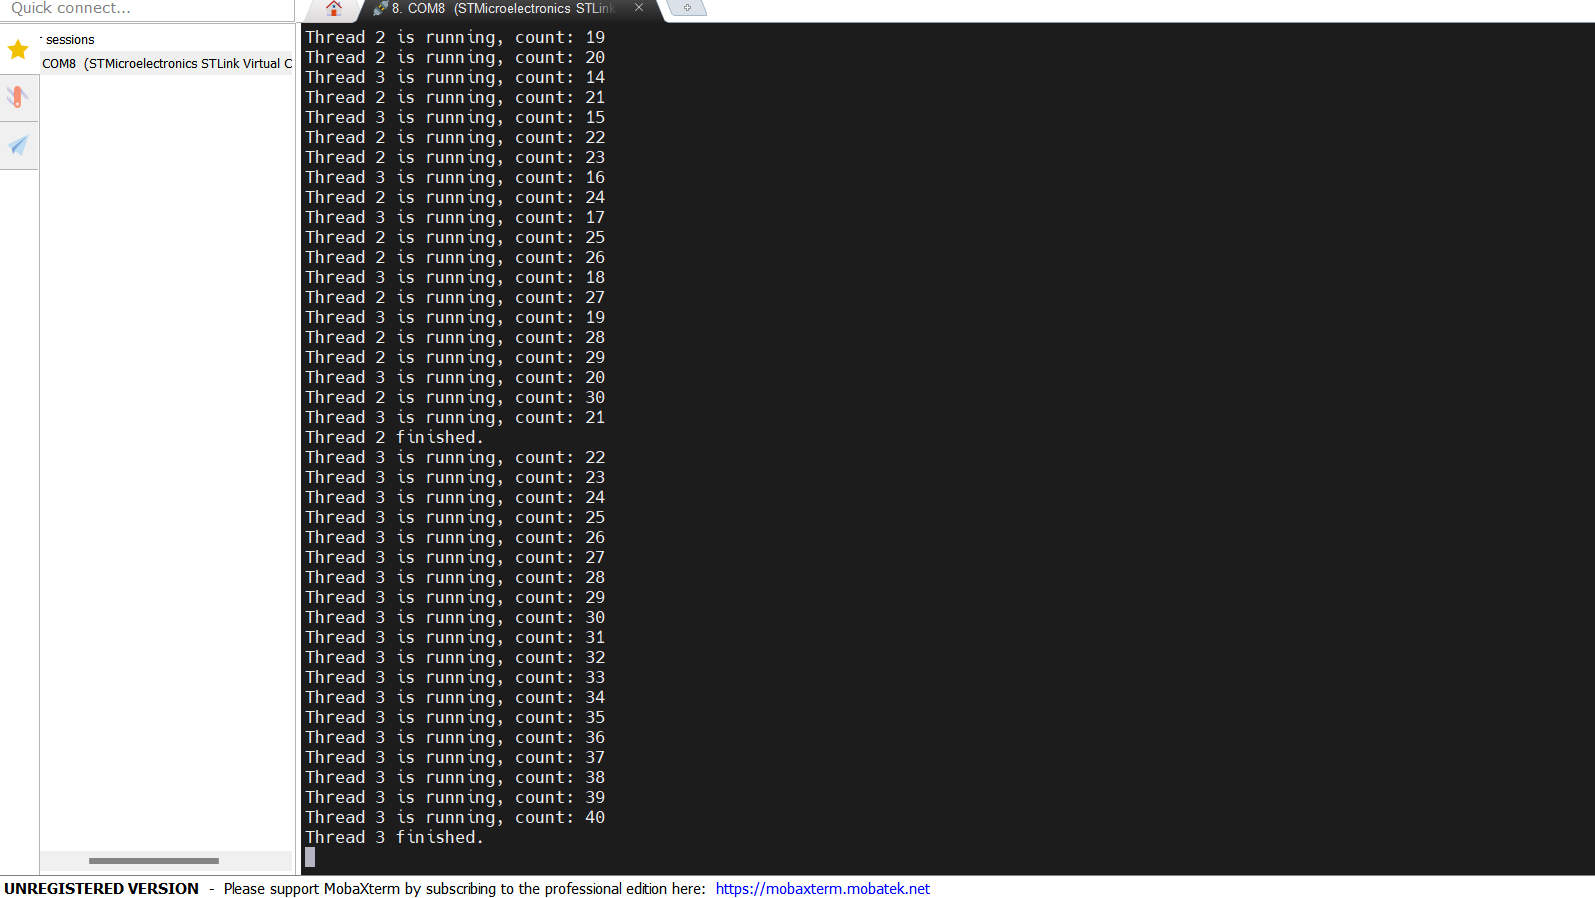 Quick connect...
8. COM8 (STMicroelectronics STLink
sessions
COM8 (STMicroelectronics STLink Virtual C
Thread 2 is running, count: 19
Thread 2 is running, count: 20
Thread 3 is running, count: 14
Thread 2 is running, count: 21
Thread 3 is running, count: 15
Thread 2 is running, count: 22
Thread 2 is running, count: 23
Thread 3 is running, count: 16
Thread 2 is running, count: 24
Thread 3 is running, count: 17
Thread 2 is running, count: 25
Thread 2 is running, count: 26
Thread 3 is running, count: 18
Thread 2 is running, count: 27
Thread 3 is running, count: 19
Thread 2 is running, count: 28
Thread 2 is running, count: 29
Thread 3 is running, count: 20
Thread 2 is running, count: 30
Thread 3 is running, count: 21
Thread 2 finished.
Thread 3 is running, count: 22
Thread 3 is running, count: 23
Thread 3 is running, count: 24
Thread 3 is running, count: 25
Thread 3 is running, count: 26
Thread 3 is running, count: 27
Thread 3 is running, count: 28
Thread 3 is running, count: 29
Thread 3 is running, count: 30
Thread 3 is running, count: 31
Thread 3 is running, count: 32
Thread 3 is running, count: 33
Thread 3 is running, count: 34
Thread 3 is running, count: 35
Thread 3 is running, count: 36
Thread 3 is running, count: 37
Thread 3 is running, count: 38
Thread 3 is running, count: 39
Thread 3 is running, count: 40
Thread 3 finished.
UNREGISTERED VERSION - Please support MobaXterm by subscribing to the professional edition here: https://mobaxterm.mobatek.net